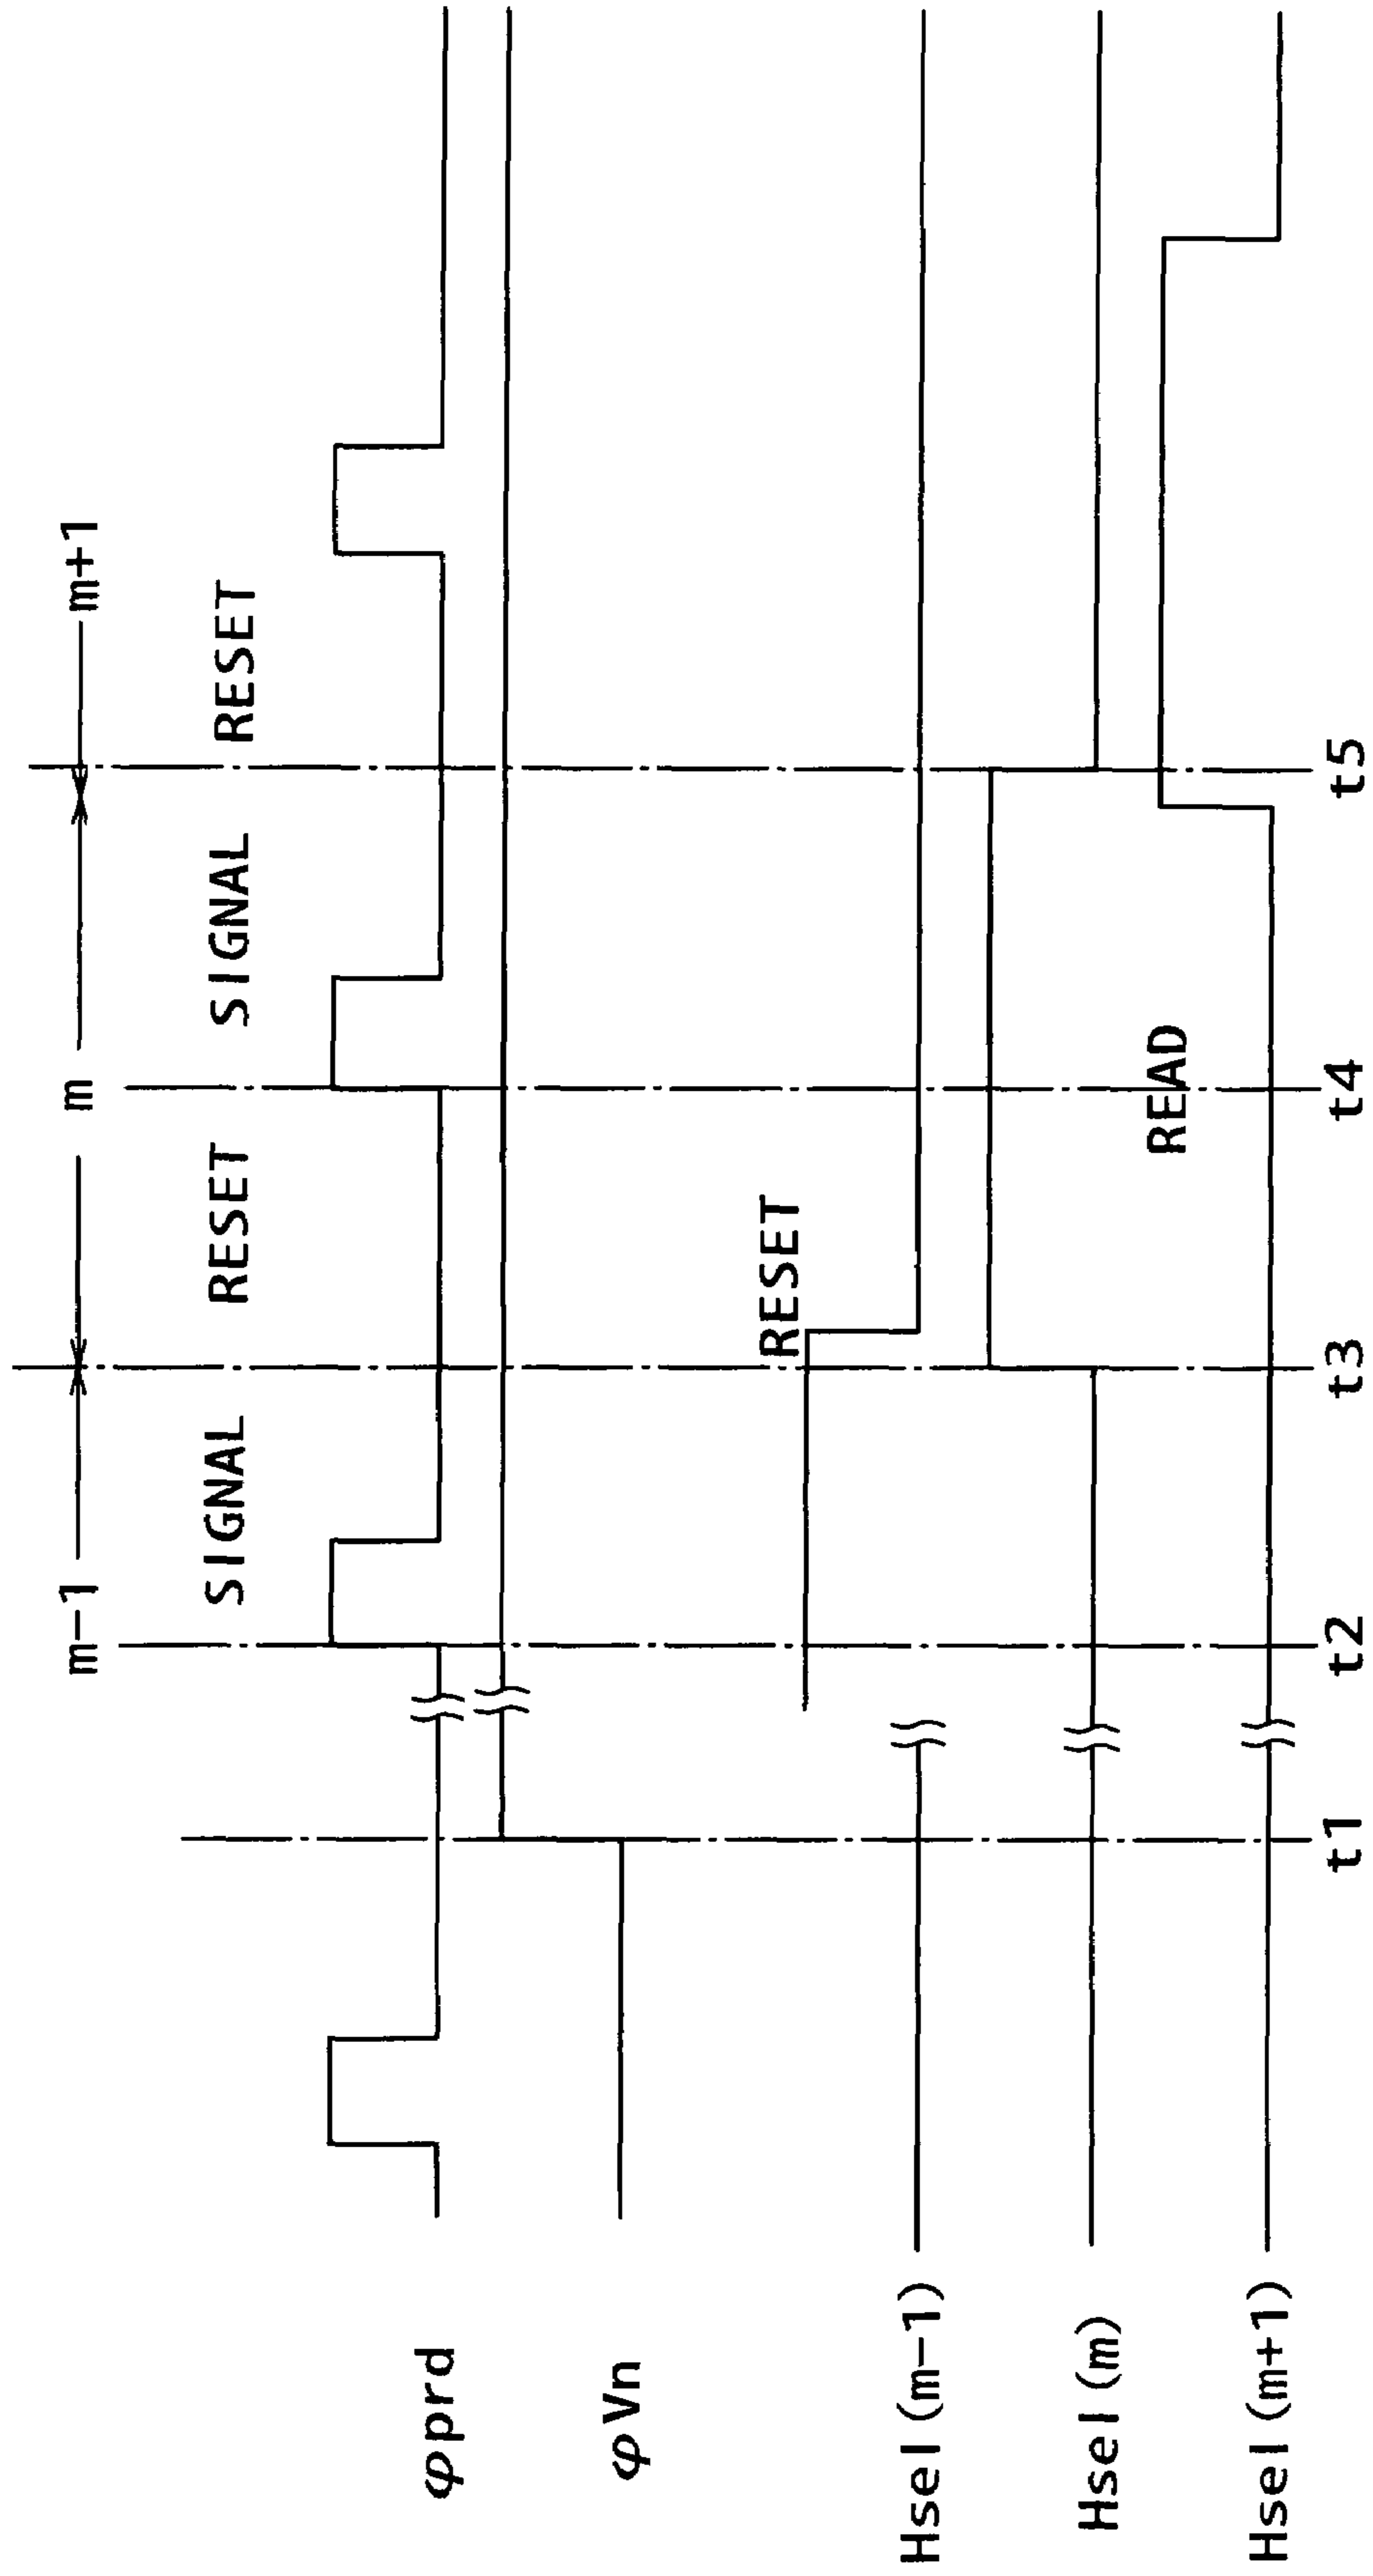 m-1 m m+1
SIGNAL RESET SIGNAL RESET
φprd
φVn
RESET
Hsel(m-1)
Hsel(m)
READ
Hsel(m+1)
t1 t2 t3 t4 t5